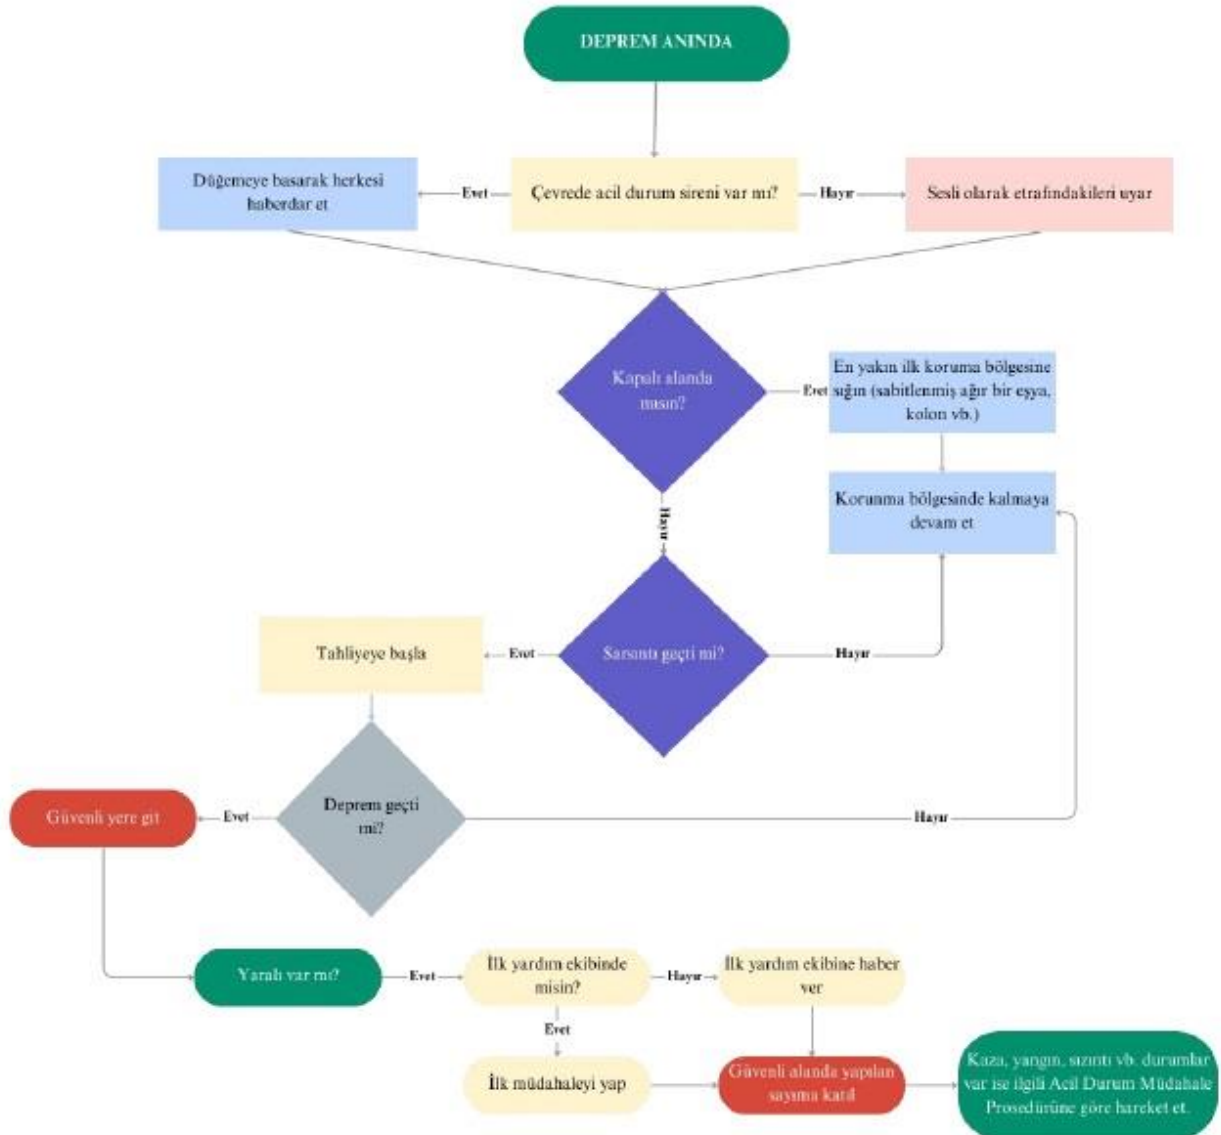 DEPREM ANINDA
Düğemeye basarak herkesi
haberdar et
Evet
Çevrede acil durum sireni var mı?
Hayır
Sesli olarak etrafındakileri uyar
Kapalı alanda
mısın?
Evet
En yakın ilk koruma bölgesine
sığın (sabitlenmiş ağır bir eşya,
kolon vb.)
Korunma bölgesinde kalmaya
devam et
Hayır
Tahliyeye başla
Evet
Sarsıntı geçti mi?
Hayır
Güvenli yere git
Evet
Deprem geçti
mi?
Hayır
Yaralı var mı?
Evet
İlk yardım ekibinde
misin?
Hayır
İlk yardım ekibine haber
ver
Evet
İlk müdahaleyi yap
Güvenli alanda yapılan
sayıma katıl
Kaza, yangın, sızıntı vb. durumlar
var ise ilgili Acil Durum Müdahale
Prosedürüne göre hareket et.